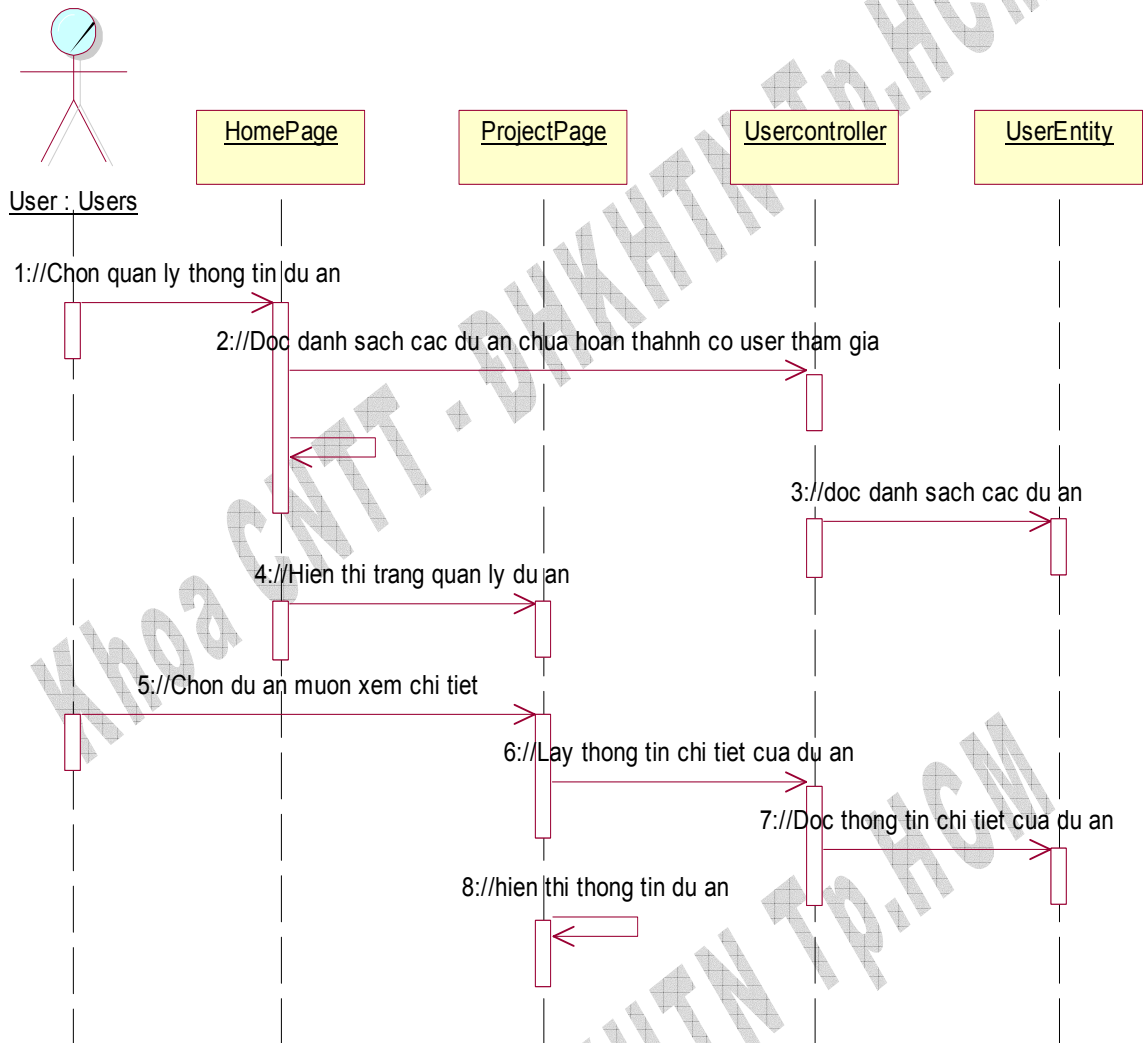 HomePage
ProjectPage
Usercontroller
UserEntity
User : Users
1://Chon quan ly thong tin du an
2://Doc danh sach cac du an chua hoan thahnh co user tham gia
3://doc danh sach cac du an
4://Hien thi trang quan ly du an
5://Chon du an muon xem chi tiet
6://Lay thong tin chi tiet cua du an
7://Doc thong tin chi tiet cua du an
8://hien thi thong tin du an
Khoa CNTT - ĐHKHTN Tp.HCM
HTN Tp.HCM